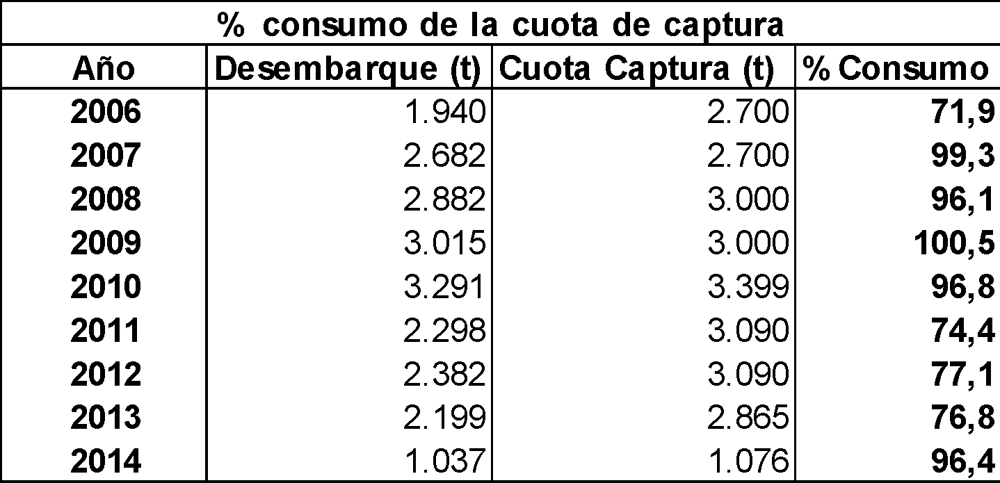 % consumo de la cuota de captura
Año Desembarque (t) Cuota Captura (t) % Consumo
2006 1.940 2.700 71,9
2007 2.682 2.700 99,3
2008 2.882 3.000 96,1
2009 3.015 3.000 100,5
2010 3.291 3.399 96,8
2011 2.298 3.090 74,4
2012 2.382 3.090 77,1
2013 2.199 2.865 76,8
2014 1.037 1.076 96,4